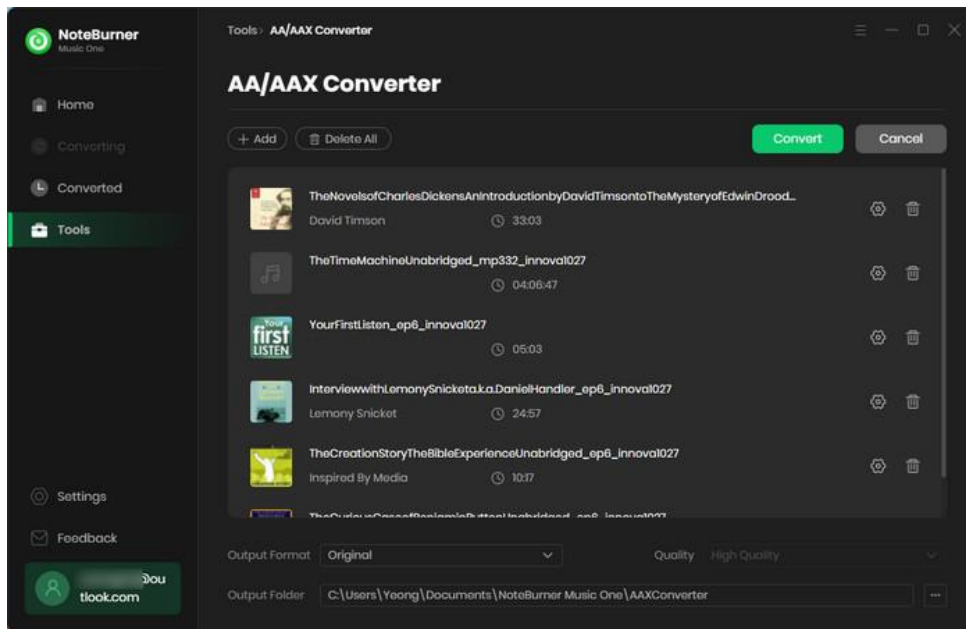 NoteBurner
Music One
Tools› AA/AAX Converter
AA/AAX Converter
Home
Converting
Converted
Tools
+ Add
Delete All
Convert
Cancel
TheNovelsofCharlesDickensAnIntroductionbyDavidTimsontoTheMysteryofEdwinDrood...
David Timson
33:03
TheTimeMachineUnabridged_mp332_innova1027
04:06:47
Your
first
LISTEN
YourFirstListen_ep6_innova1027
05:03
InterviewwithLemonySnicketa.k.a.DanielHandler_ep6_innova1027
Lemony Snicket
24:57
TheCreationStoryTheBibleExperienceUnabridged_ep6_innova1027
Inspired By Media
10:17
TheCuriousCaseofBenjaminButtonUnabridged_ep6_innova1027
Settings
Feedback
@ou
tlook.com
Output Format
Original
Quality
High Quality
Output Folder
C:\Users\Yeong\Documents\NoteBurner Music One\AAXConverter